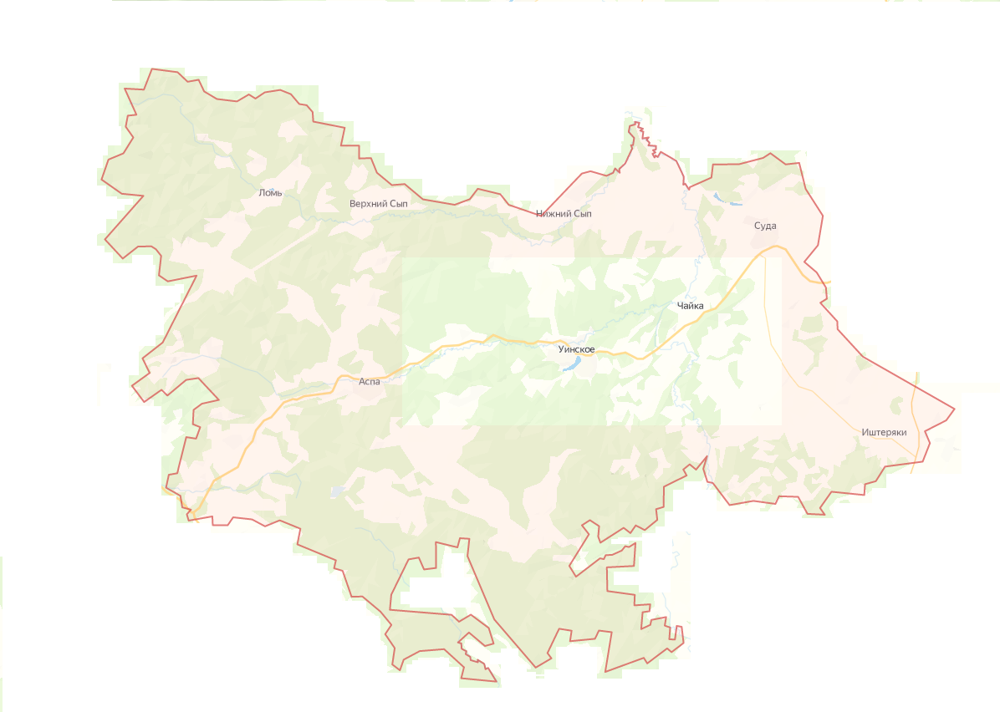 Ломь
Верхний Сып
Нижний Сып
Суда
Чайка
Уинское
Аспа
Иштеряки